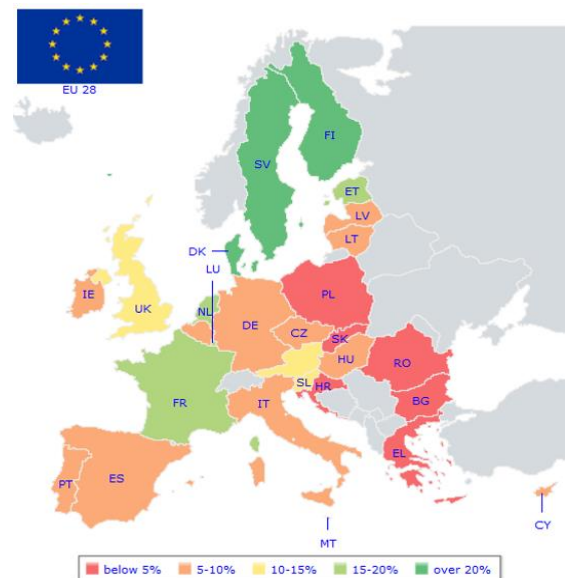 EU 28
FI
SV
ET
LV
DK
LT
LU
IE
PL
UK
NL
DE
CZ
SK
HU
RO
SL
HR
FR
IT
BG
EL
PT
ES
CY
MT
below 5% 5-10% 10-15% 15-20% over 20%